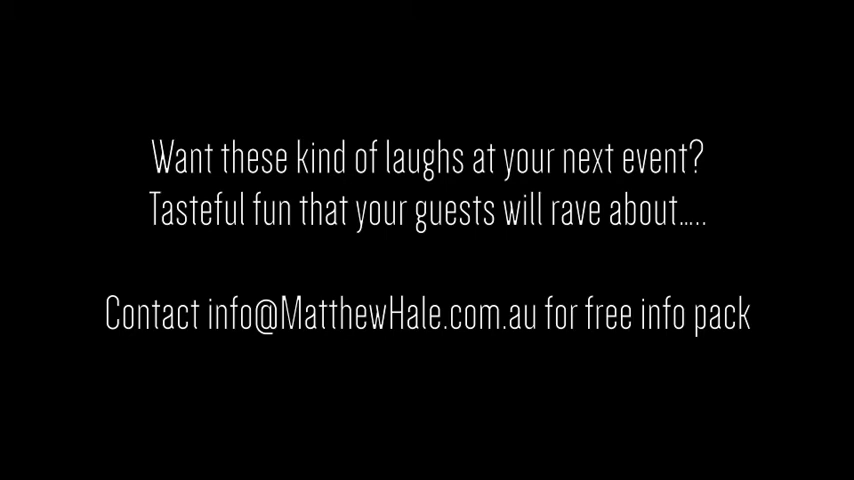 Want these kind of laughs at your next event?
Tasteful fun that your guests will rave about.....
Contact info@MatthewHale.com.au for free info pack